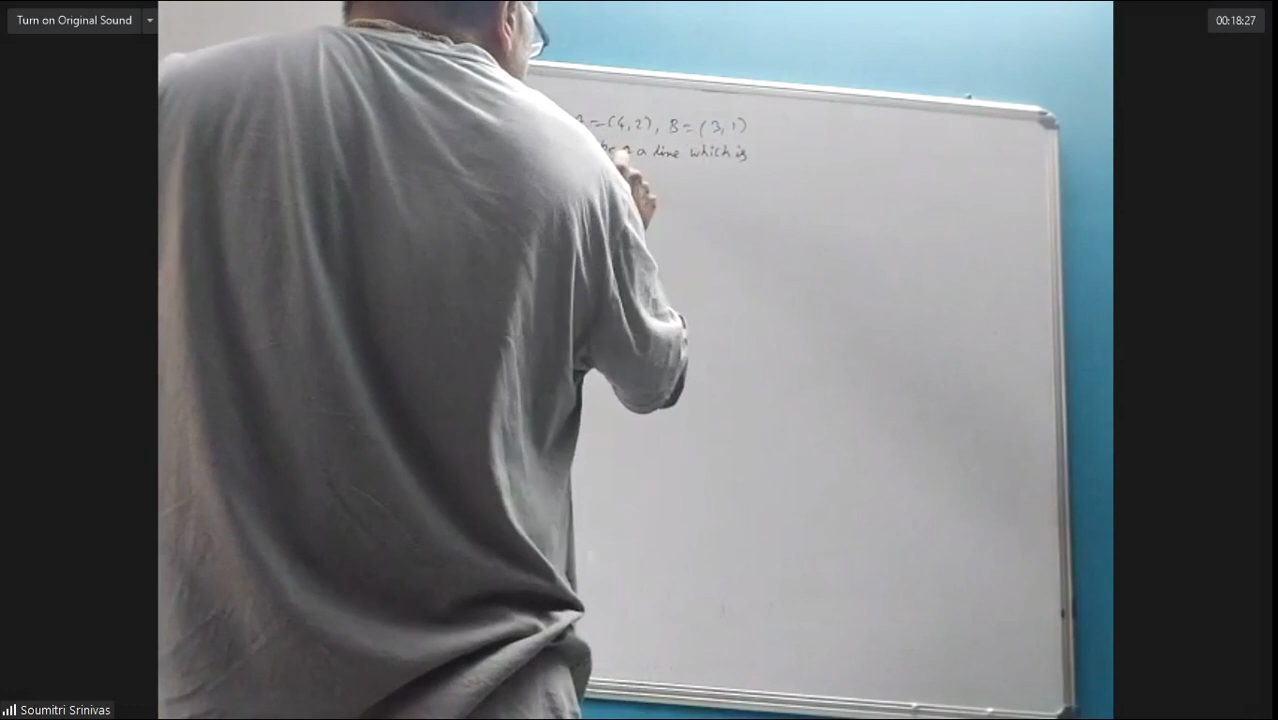 Turn on Original Sound
00:18:27
=(4,2), B=(3,1)
a line which is
Soumitri Srinivas